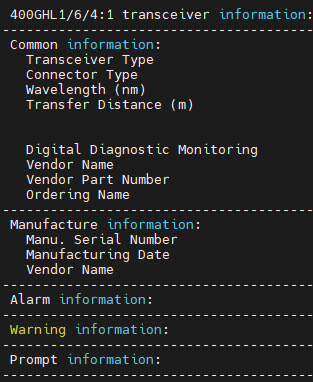 400GHL1/6/4:1 transceiver information:
Common information:
Transceiver Type
Connector Type
Wavelength (nm)
Transfer Distance (m)
Digital Diagnostic Monitoring
Vendor Name
Vendor Part Number
Ordering Name
Manufacture information:
Manu. Serial Number
Manufacturing Date
Vendor Name
Alarm information:
Warning information:
Prompt information: